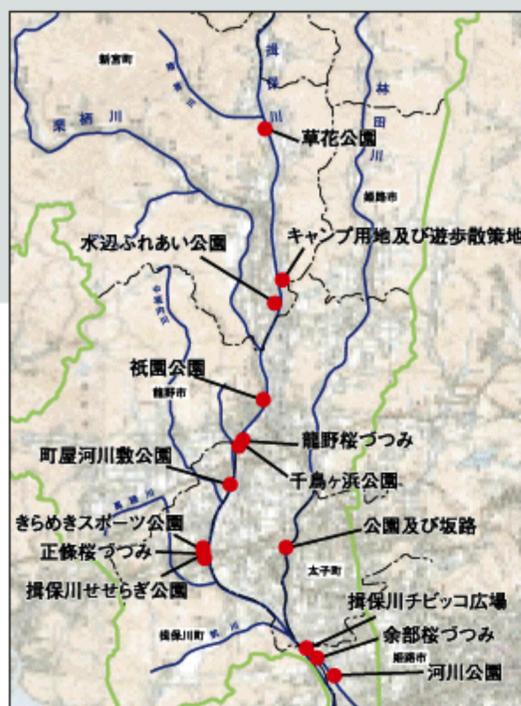 新宮町
揖保川
栗栖川
林田川
草花公園
姫路市
水辺ふれあい公園
キャンプ用地及び遊歩散策地
祇園公園
龍野市
龍野桜づつみ
町屋河川敷公園
千鳥ヶ浜公園
きらめきスポーツ公園
公園及び坂路
正條桜づつみ
太子町
揖保川せせらぎ公園
揖保川チビッコ広場
揖保川町
余部桜づつみ
姫路市
河川公園